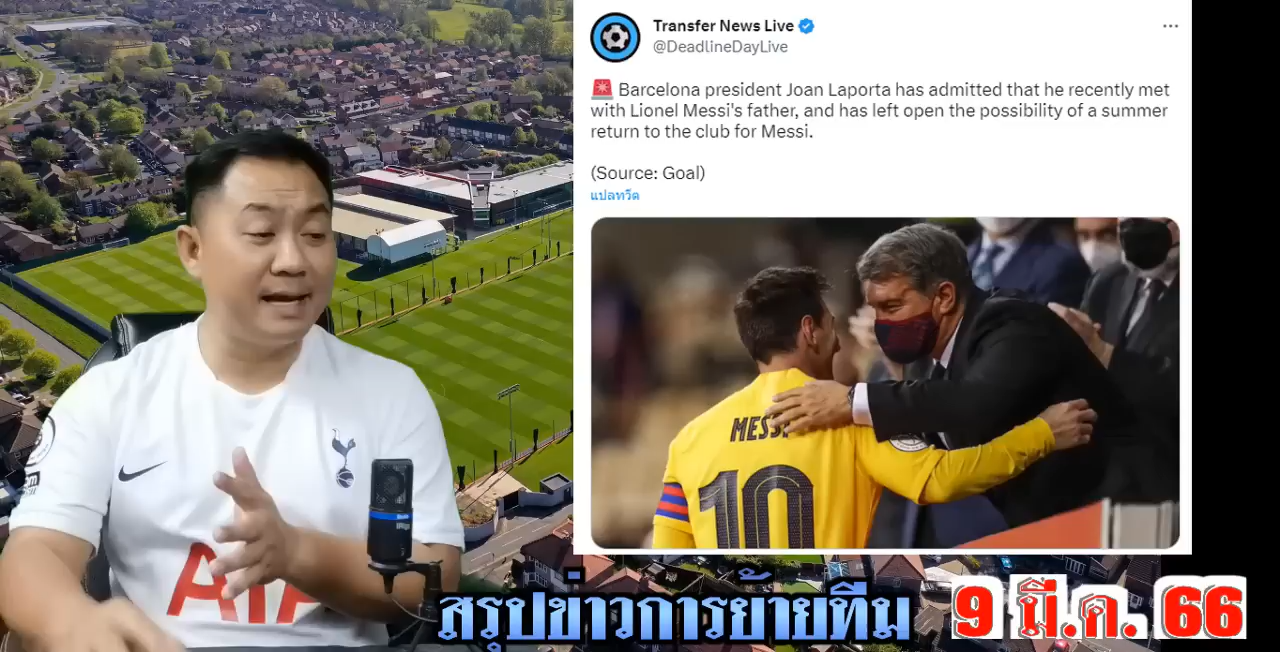 Transfer News Live
@DeadlineDayLive
🚨 Barcelona president Joan Laporta has admitted that he recently met
with Lionel Messi's father, and has left open the possibility of a summer
return to the club for Messi.
(Source: Goal)
แปลทวีต
MESSI
10
AIA
สรุปข่าวการย้ายทีม 9 มี.ค. 66